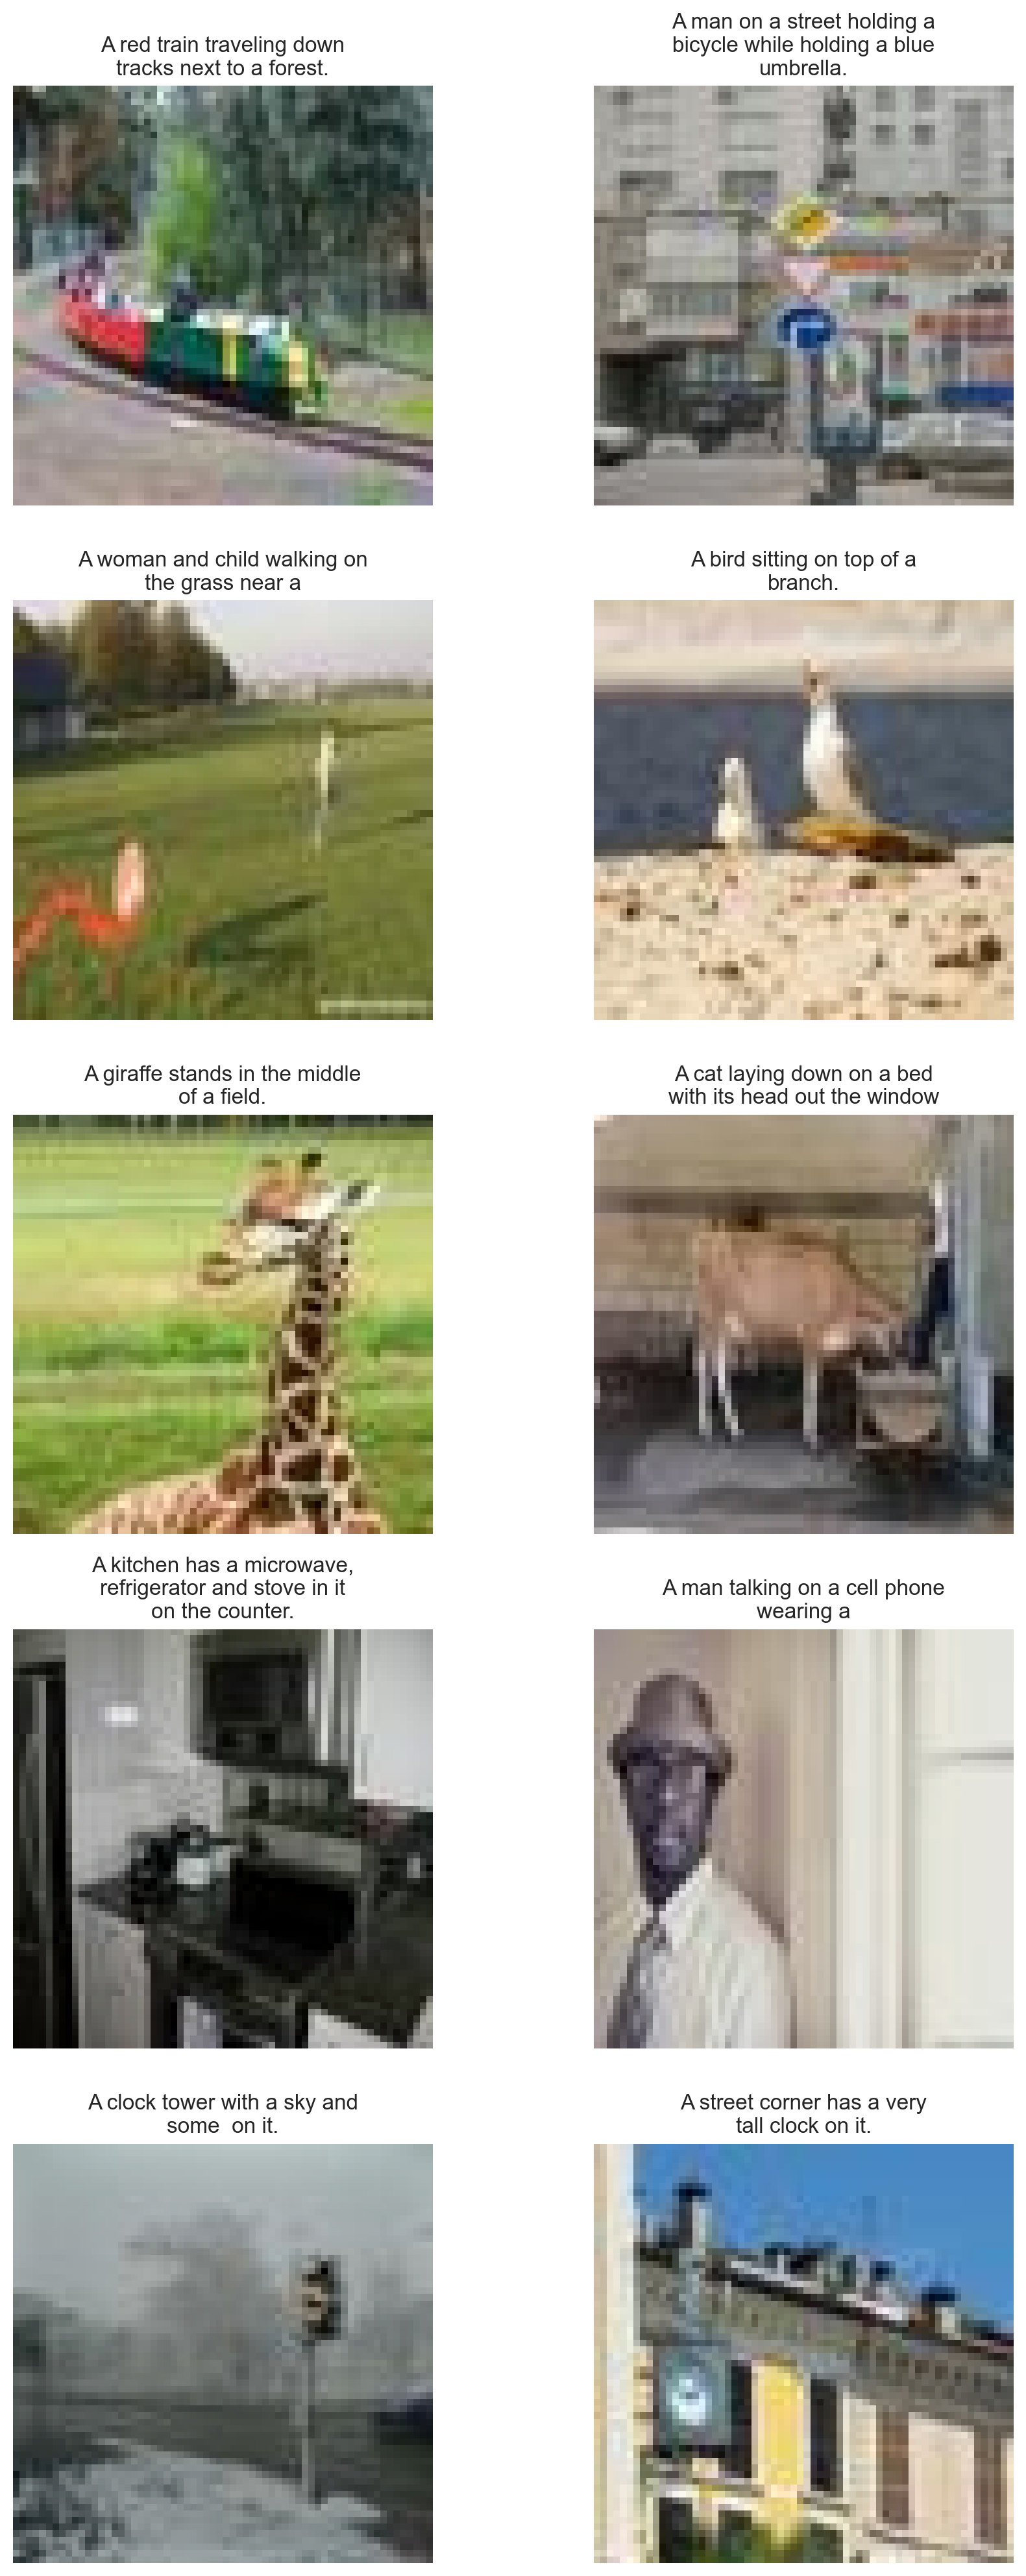 A red train traveling down
tracks next to a forest.
A man on a street holding a
bicycle while holding a blue
umbrella.
A woman and child walking on
the grass near a
A bird sitting on top of a
branch.
A giraffe stands in the middle
of a field.
A cat laying down on a bed
with its head out the window
A kitchen has a microwave,
refrigerator and stove in it
on the counter.
A man talking on a cell phone
wearing a
A clock tower with a sky and
some  on it.
A street corner has a very
tall clock on it.